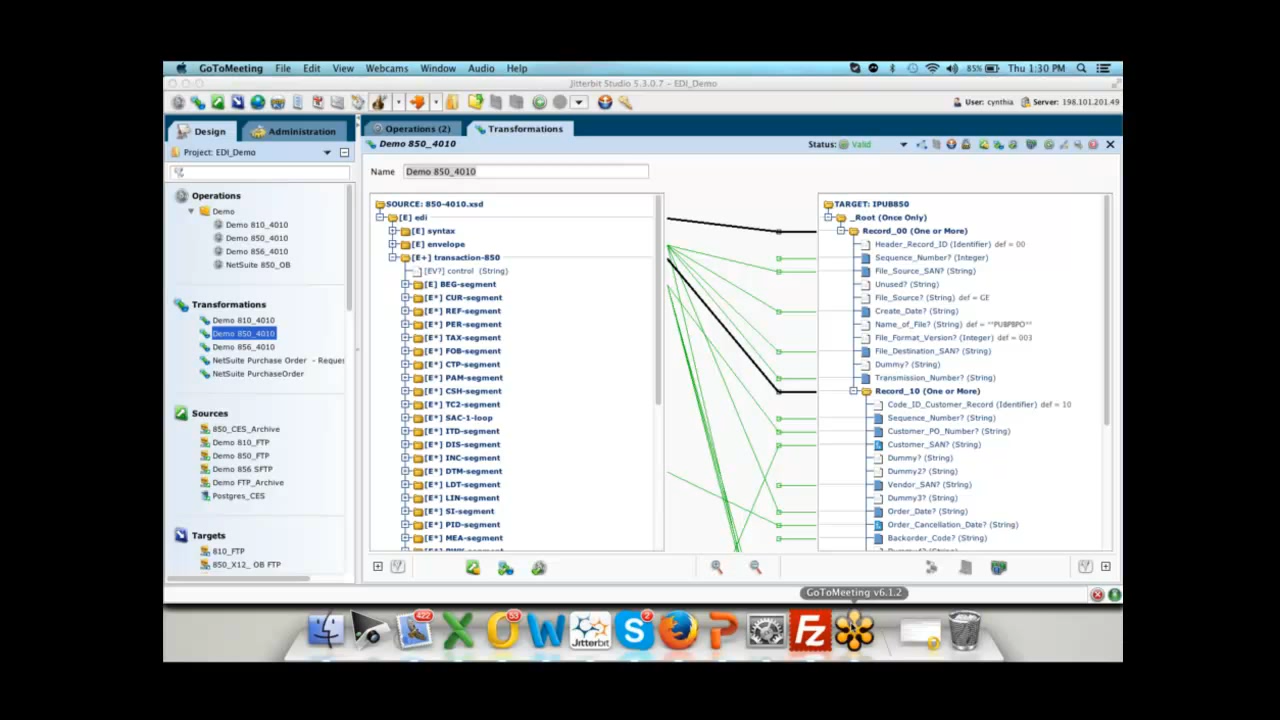 GoToMeeting File Edit View Webcams Window Audio Help
85% Thu 1:30 PM
Jitterbit Studio 5.3.0.7 – EDI_Demo
User: cynthia Server: 198.101.201.49
Design Administration
Operations (2) Transformations
Project: EDI_Demo
Demo 850_4010
Status: Valid
Name Demo 850_4010
Operations
Demo
Demo 810_4010
Demo 850_4010
Demo 856_4010
NetSuite 850_OB
Transformations
Demo 810_4010
Demo 850_4010
Demo 856_4010
NetSuite Purchase Order - Reques
NetSuite PurchaseOrder
Sources
850_CES_Archive
Demo 810_FTP
Demo 850_FTP
Demo 856 SFTP
Demo FTP_Archive
Postgres_CES
Targets
810_FTP
850_X12_ OB FTP
SOURCE: 850-4010.xsd
[E] edi
[E] syntax
[E] envelope
[E+] transaction-850
[EV?] control (String)
[E] BEG-segment
[E*] CUR-segment
[E*] REF-segment
[E*] PER-segment
[E*] TAX-segment
[E*] FOB-segment
[E*] CTP-segment
[E*] PAM-segment
[E*] CSH-segment
[E*] TC2-segment
[E*] SAC-1-loop
[E*] ITD-segment
[E*] DIS-segment
[E*] INC-segment
[E*] DTM-segment
[E*] LDT-segment
[E*] LIN-segment
[E*] SI-segment
[E*] PID-segment
[E*] MEA-segment
TARGET: IPUB850
_Root (Once Only)
Record_00 (One or More)
Header_Record_ID (Identifier) def = 00
Sequence_Number? (Integer)
File_Source_SAN? (String)
Unused? (String)
File_Source? (String) def = GE
Create_Date? (String)
Name_of_File? (String) def = **PUBFBPO**
File_Format_Version? (Integer) def = 003
File_Destination_SAN? (String)
Dummy? (String)
Transmission_Number? (String)
Record_10 (One or More)
Code_ID_Customer_Record (Identifier) def = 10
Sequence_Number? (String)
Customer_PO_Number? (String)
Customer_SAN? (String)
Dummy? (String)
Dummy2? (String)
Vendor_SAN? (String)
Dummy3? (String)
Order_Date? (String)
Order_Cancellation_Date? (String)
Backorder_Code? (String)
GoToMeeting v6.1.2
422
53
Jitterbit
2